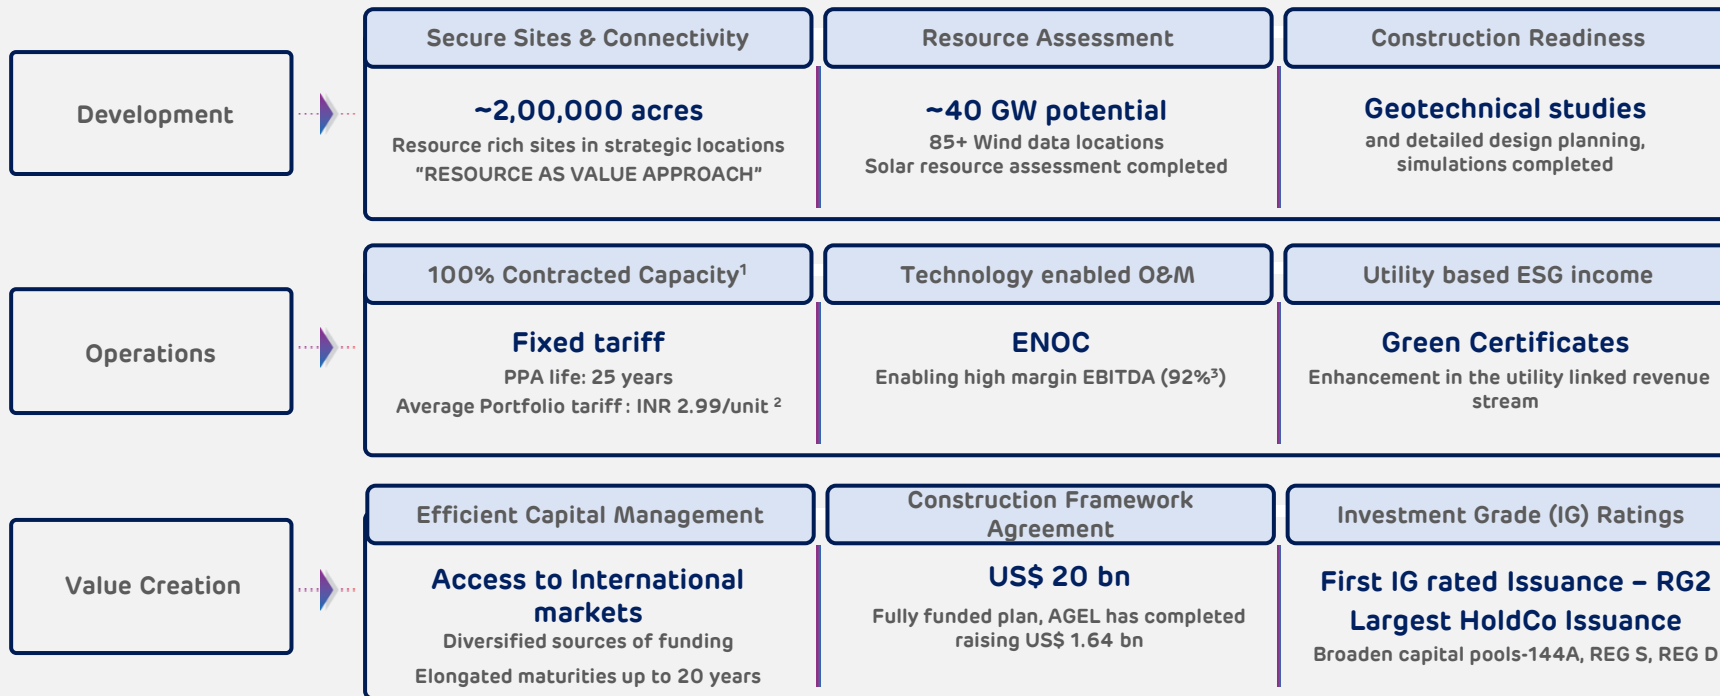 Development
Secure Sites & Connectivity
~2,00,000 acres
Resource rich sites in strategic locations
"RESOURCE AS VALUE APPROACH"
Resource Assessment
~40 GW potential
85+ Wind data locations
Solar resource assessment completed
Construction Readiness
Geotechnical studies
and detailed design planning,
simulations completed
Operations
100% Contracted Capacity¹
Fixed tariff
PPA life: 25 years
Average Portfolio tariff : INR 2.99/unit ²
Technology enabled O&M
ENOC
Enabling high margin EBITDA (92%³)
Utility based ESG income
Green Certificates
Enhancement in the utility linked revenue
stream
Value Creation
Efficient Capital Management
Access to International
markets
Diversified sources of funding
Elongated maturities up to 20 years
Construction Framework
Agreement
US$ 20 bn
Fully funded plan, AGEL has completed
raising US$ 1.64 bn
Investment Grade (IG) Ratings
First IG rated Issuance – RG2
Largest HoldCo Issuance
Broaden capital pools-144A, REG S, REG D